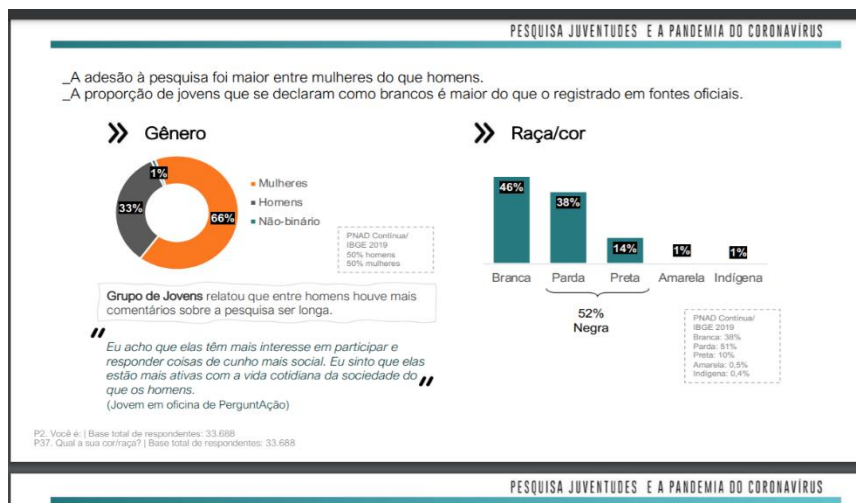 PESQUISA JUVENTUDES E A PANDEMIA DO CORONAVÍRUS
_A adesão à pesquisa foi maior entre mulheres do que homens.
_A proporção de jovens que se declaram como brancos é maior do que o registrado em fontes oficiais.
Gênero
1%
33%
66%
Mulheres
Homens
Não-binário
PNAD Contínua/
IBGE 2019
50% homens
50% mulheres
Grupo de Jovens relatou que entre homens houve mais
comentários sobre a pesquisa ser longa.
"
Eu acho que elas têm mais interesse em participar e
responder coisas de cunho mais social. Eu sinto que elas
estão mais ativas com a vida cotidiana da sociedade do
que os homens.
"
(Jovem em oficina de PerguntAção)
Raça/cor
46%
38%
14%
1%
1%
Branca
Parda
Preta
Amarela
Indígena
52%
Negra
PNAD Contínua/
IBGE 2019
Branca: 38%
Parda: 51%
Preta: 10%
Amarela: 0,5%
Indígena: 0,4%
P2. Você é: | Base total de respondentes: 33.688
P37. Qual a sua cor/raça? | Base total de respondentes: 33.688
PESQUISA JUVENTUDES E A PANDEMIA DO CORONAVÍRUS